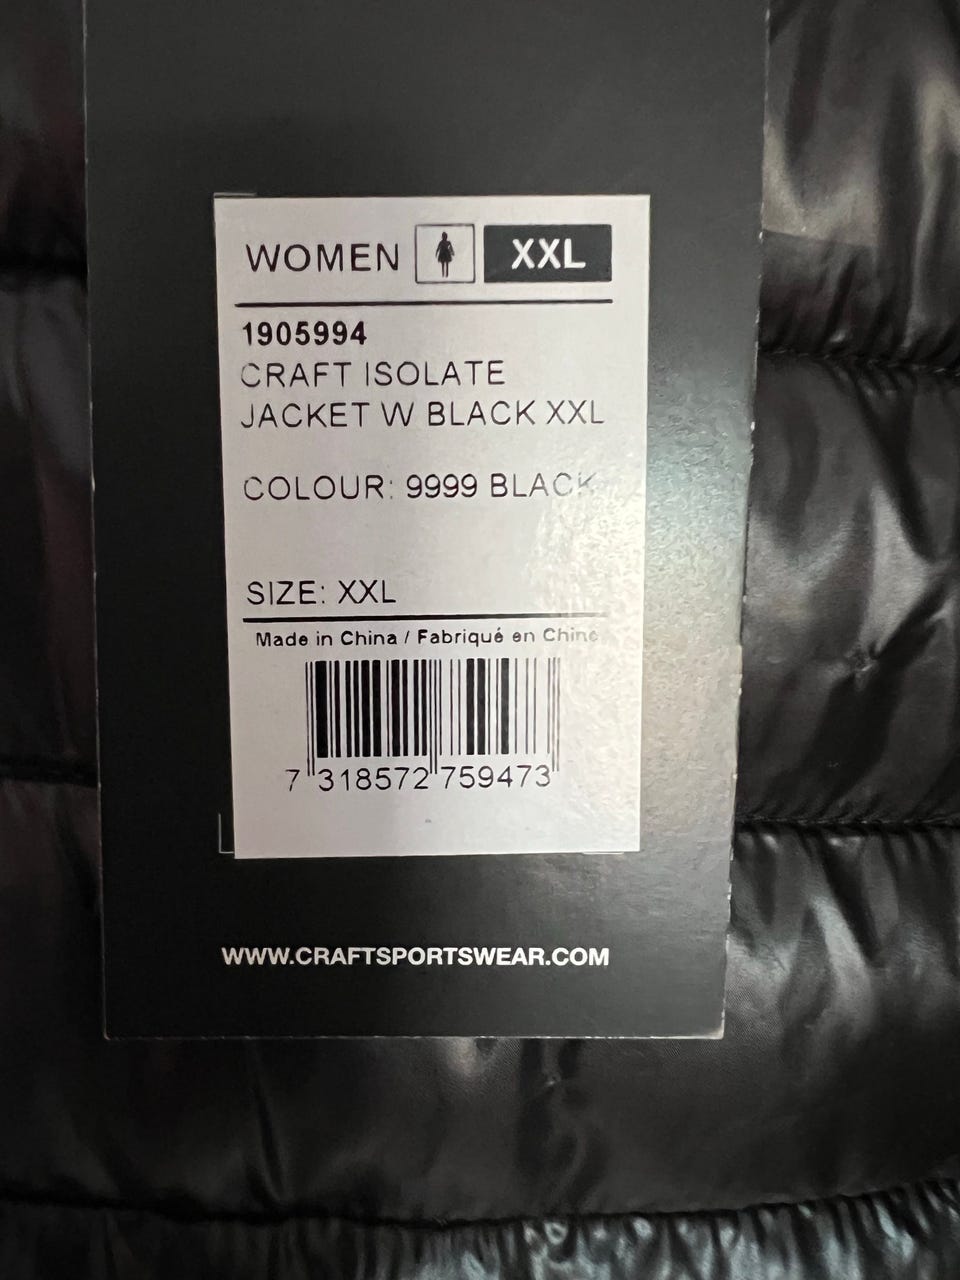 WOMEN XXL
1905994
CRAFT ISOLATE
JACKET W BLACK XXL
COLOUR: 9999 BLACK
SIZE: XXL
Made in China / Fabriqué en Chine
7 318572 759473
WWW.CRAFTSPORTSWEAR.COM